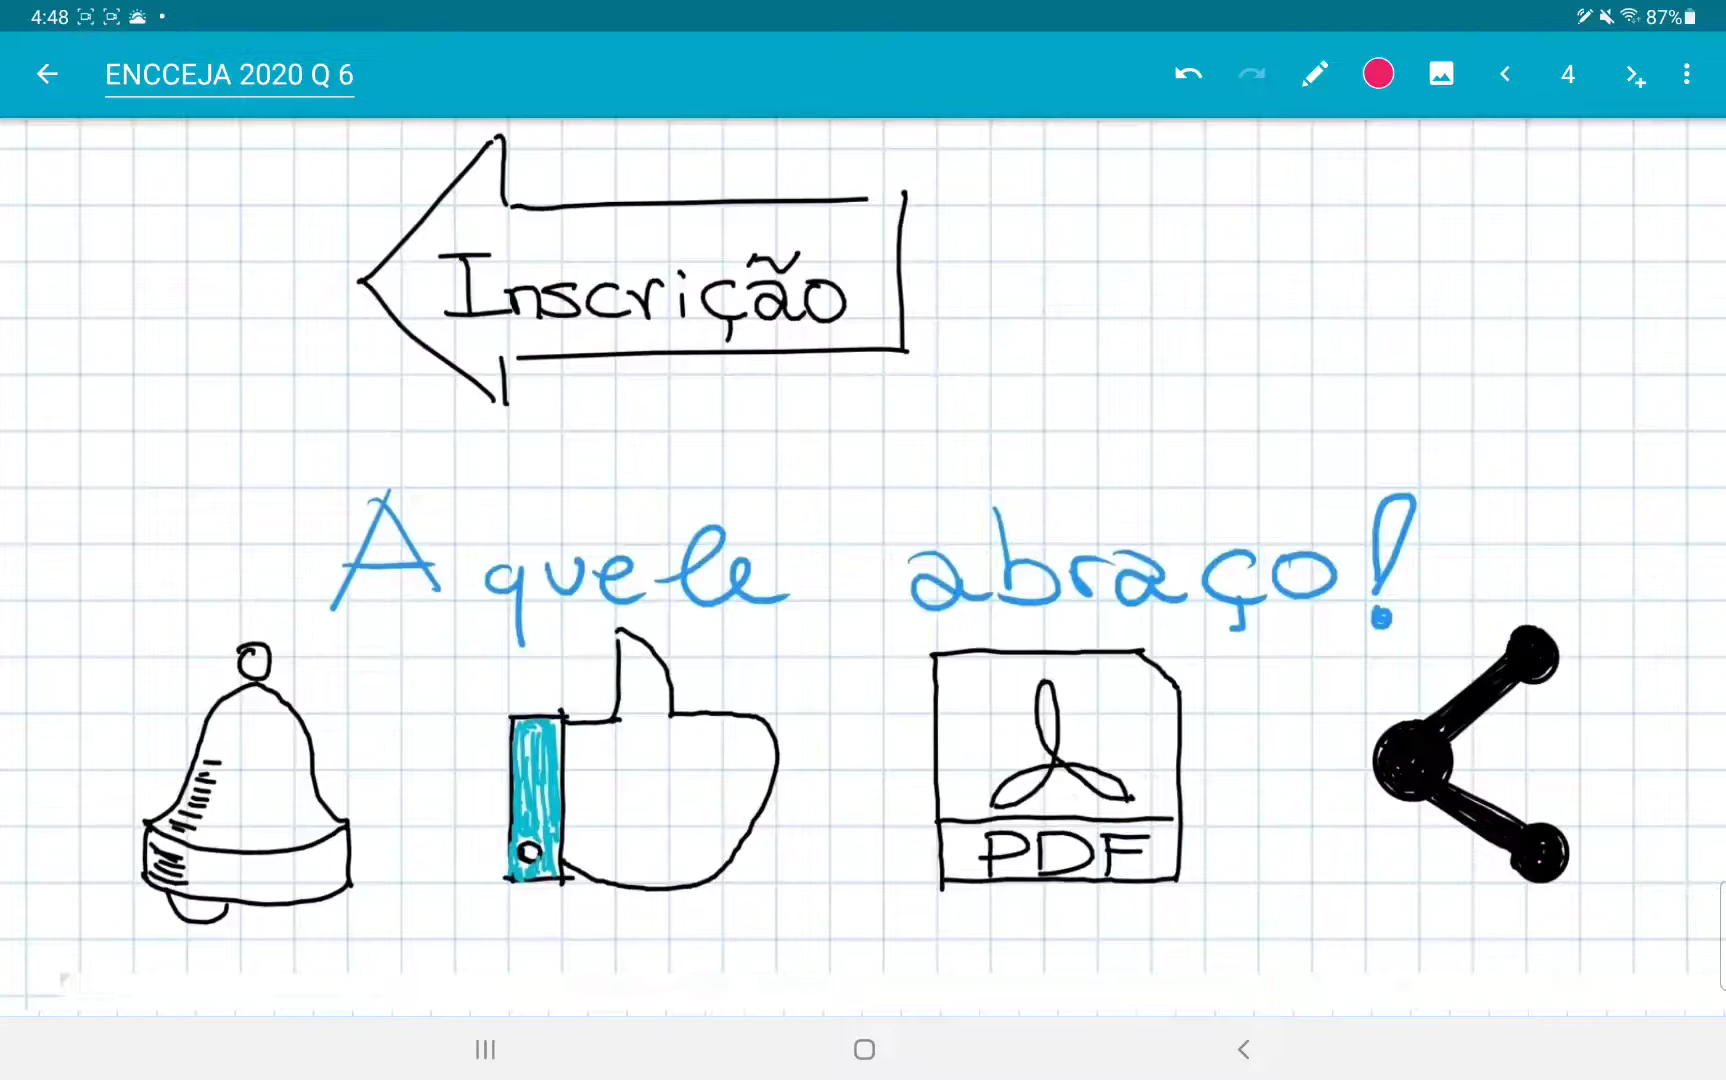 4:48
87%
ENCCEJA 2020 Q 6
4
Inscrição
Aquele abraço!
PDF